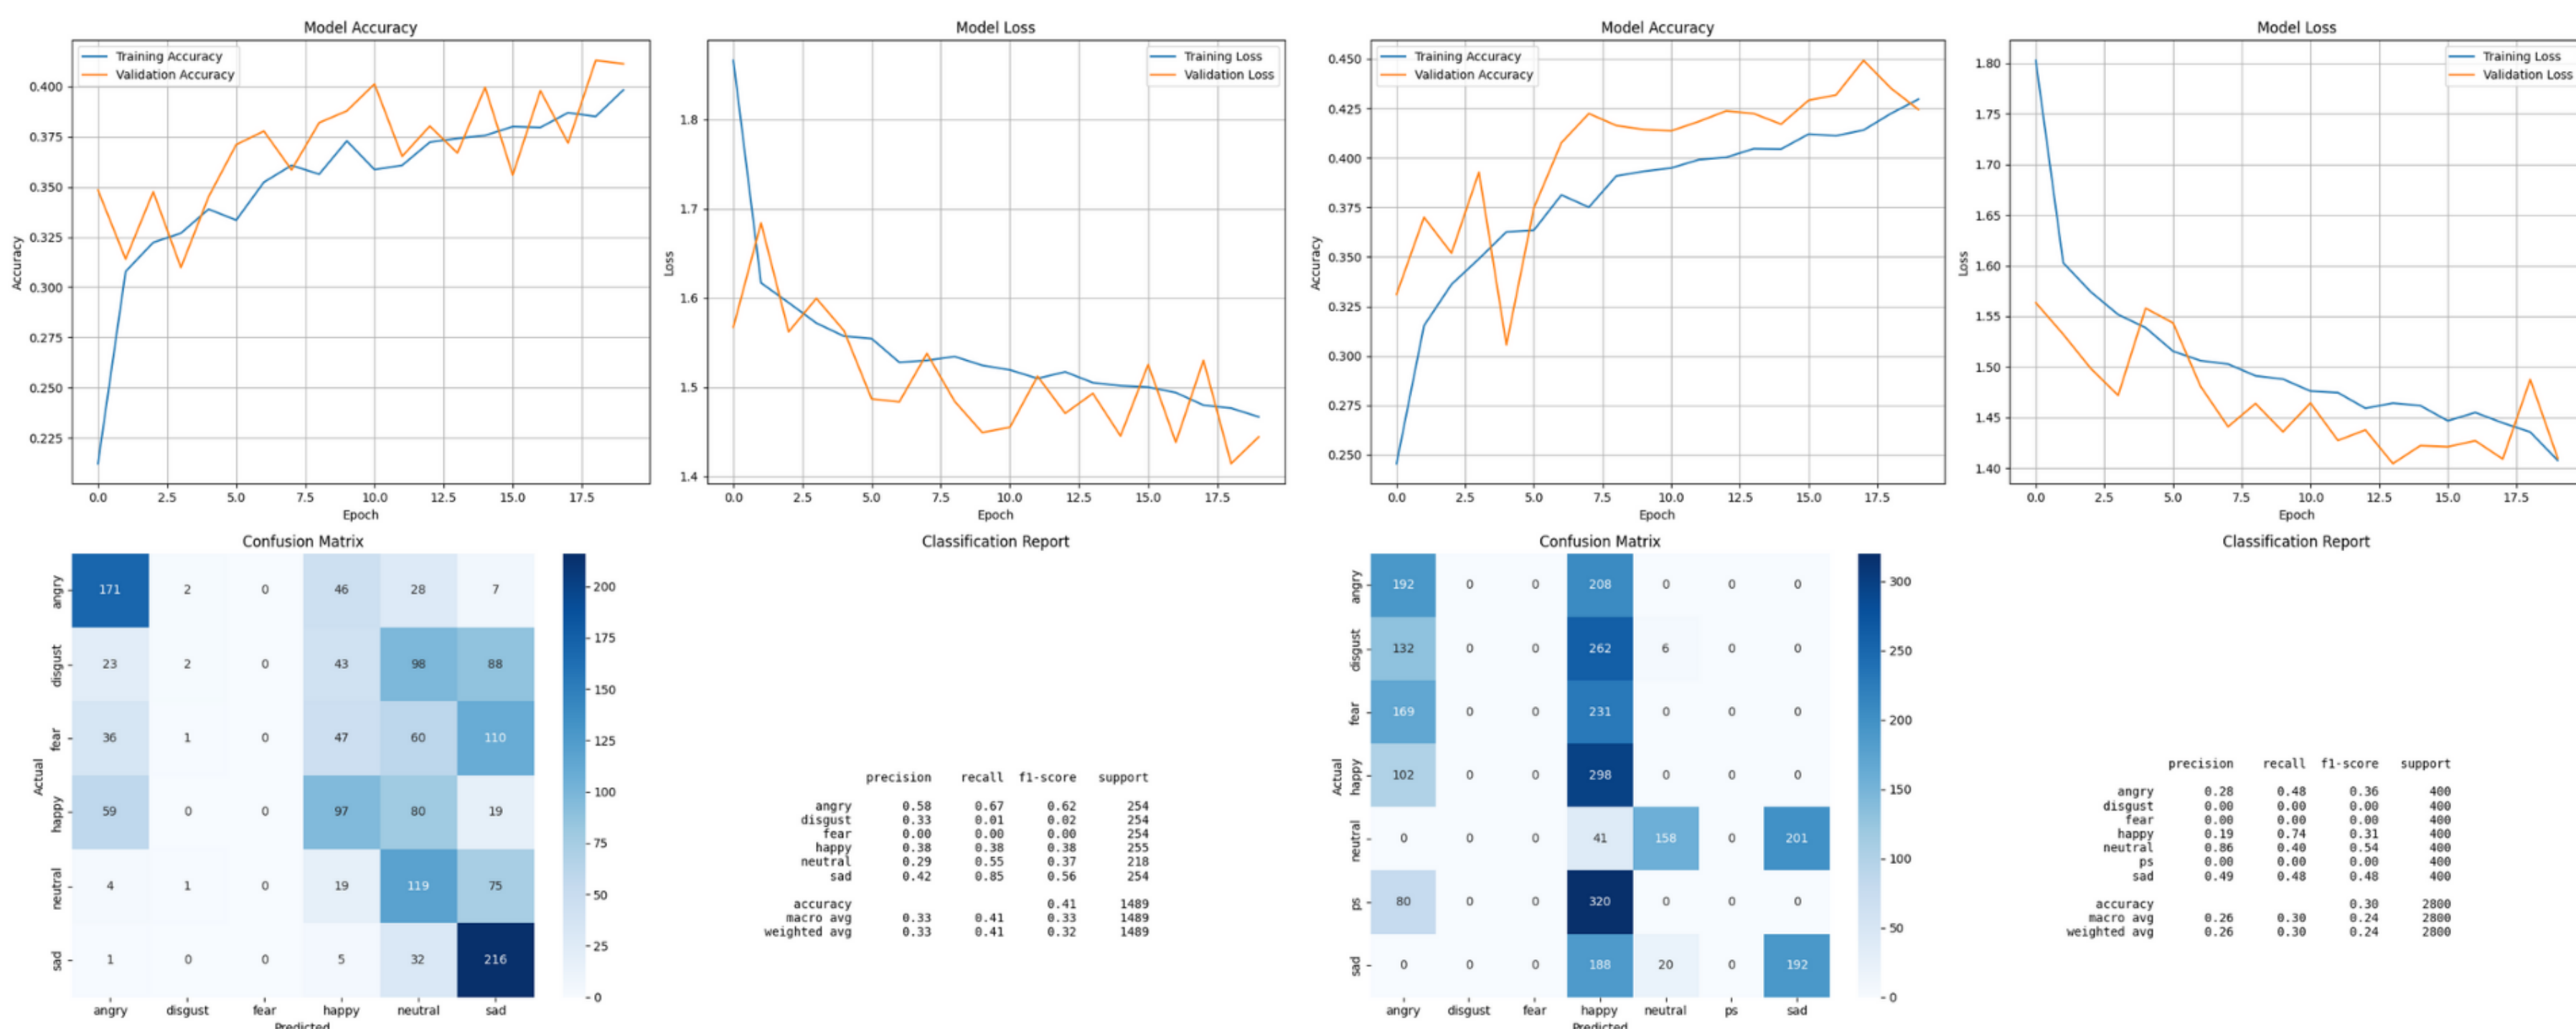 Model Accuracy
Training Accuracy
Validation Accuracy
0.400
0.375
0.350
0.325
0.300
0.275
0.250
0.225
Accuracy
0.0 2.5 5.0 7.5 10.0 12.5 15.0 17.5
Epoch
Model Loss
Training Loss
Validation Loss
1.8
1.7
1.6
1.5
1.4
Loss
0.0 2.5 5.0 7.5 10.0 12.5 15.0 17.5
Epoch
Model Accuracy
Training Accuracy
Validation Accuracy
0.450
0.425
0.400
0.375
0.350
0.325
0.300
0.275
0.250
Accuracy
0.0 2.5 5.0 7.5 10.0 12.5 15.0 17.5
Epoch
Model Loss
Training Loss
Validation Loss
1.80
1.75
1.70
1.65
1.60
1.55
1.50
1.45
1.40
Loss
0.0 2.5 5.0 7.5 10.0 12.5 15.0 17.5
Epoch
Confusion Matrix
angry 171 2 0 46 28 7
disgust 23 2 0 43 98 88
fear 36 1 0 47 60 110
happy 59 0 0 97 80 19
neutral 4 1 0 19 119 75
sad 1 0 0 5 32 216
Actual
angry disgust fear happy neutral sad
Predicted
200
175
150
125
100
75
50
25
0
Classification Report
precision recall f1-score support
angry 0.58 0.67 0.62 254
disgust 0.33 0.01 0.02 254
fear 0.00 0.00 0.00 254
happy 0.38 0.38 0.38 255
neutral 0.29 0.55 0.37 218
sad 0.42 0.85 0.56 254
accuracy 0.41 1489
macro avg 0.33 0.41 0.33 1489
weighted avg 0.33 0.41 0.32 1489
Confusion Matrix
angry 192 0 0 208 0 0 0
disgust 132 0 0 262 6 0 0
fear 169 0 0 231 0 0 0
happy 102 0 0 298 0 0 0
neutral 0 0 0 41 158 0 201
ps 80 0 0 320 0 0 0
sad 0 0 0 188 20 0 192
Actual
angry disgust fear happy neutral ps sad
Predicted
300
250
200
150
100
50
0
Classification Report
precision recall f1-score support
angry 0.28 0.48 0.36 400
disgust 0.00 0.00 0.00 400
fear 0.00 0.00 0.00 400
happy 0.19 0.74 0.31 400
neutral 0.86 0.40 0.54 400
ps 0.00 0.00 0.00 400
sad 0.49 0.48 0.48 400
accuracy 0.30 2800
macro avg 0.26 0.30 0.24 2800
weighted avg 0.26 0.30 0.24 2800